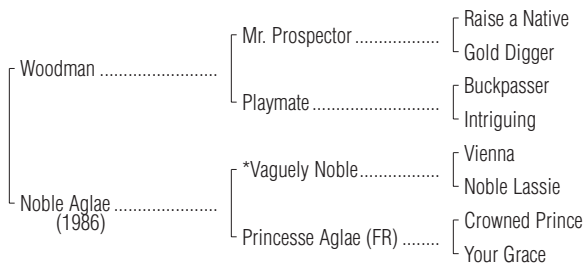 Raise a Native
Mr. Prospector ..................
Gold Digger
Woodman .........................
Buckpasser
Playmate...........................
Intriguing
Vienna
*Vaguely Noble.................
Noble Lassie
Noble Aglae ......................
(1986)
Crowned Prince
Princesse Aglae (FR) ........
Your Grace